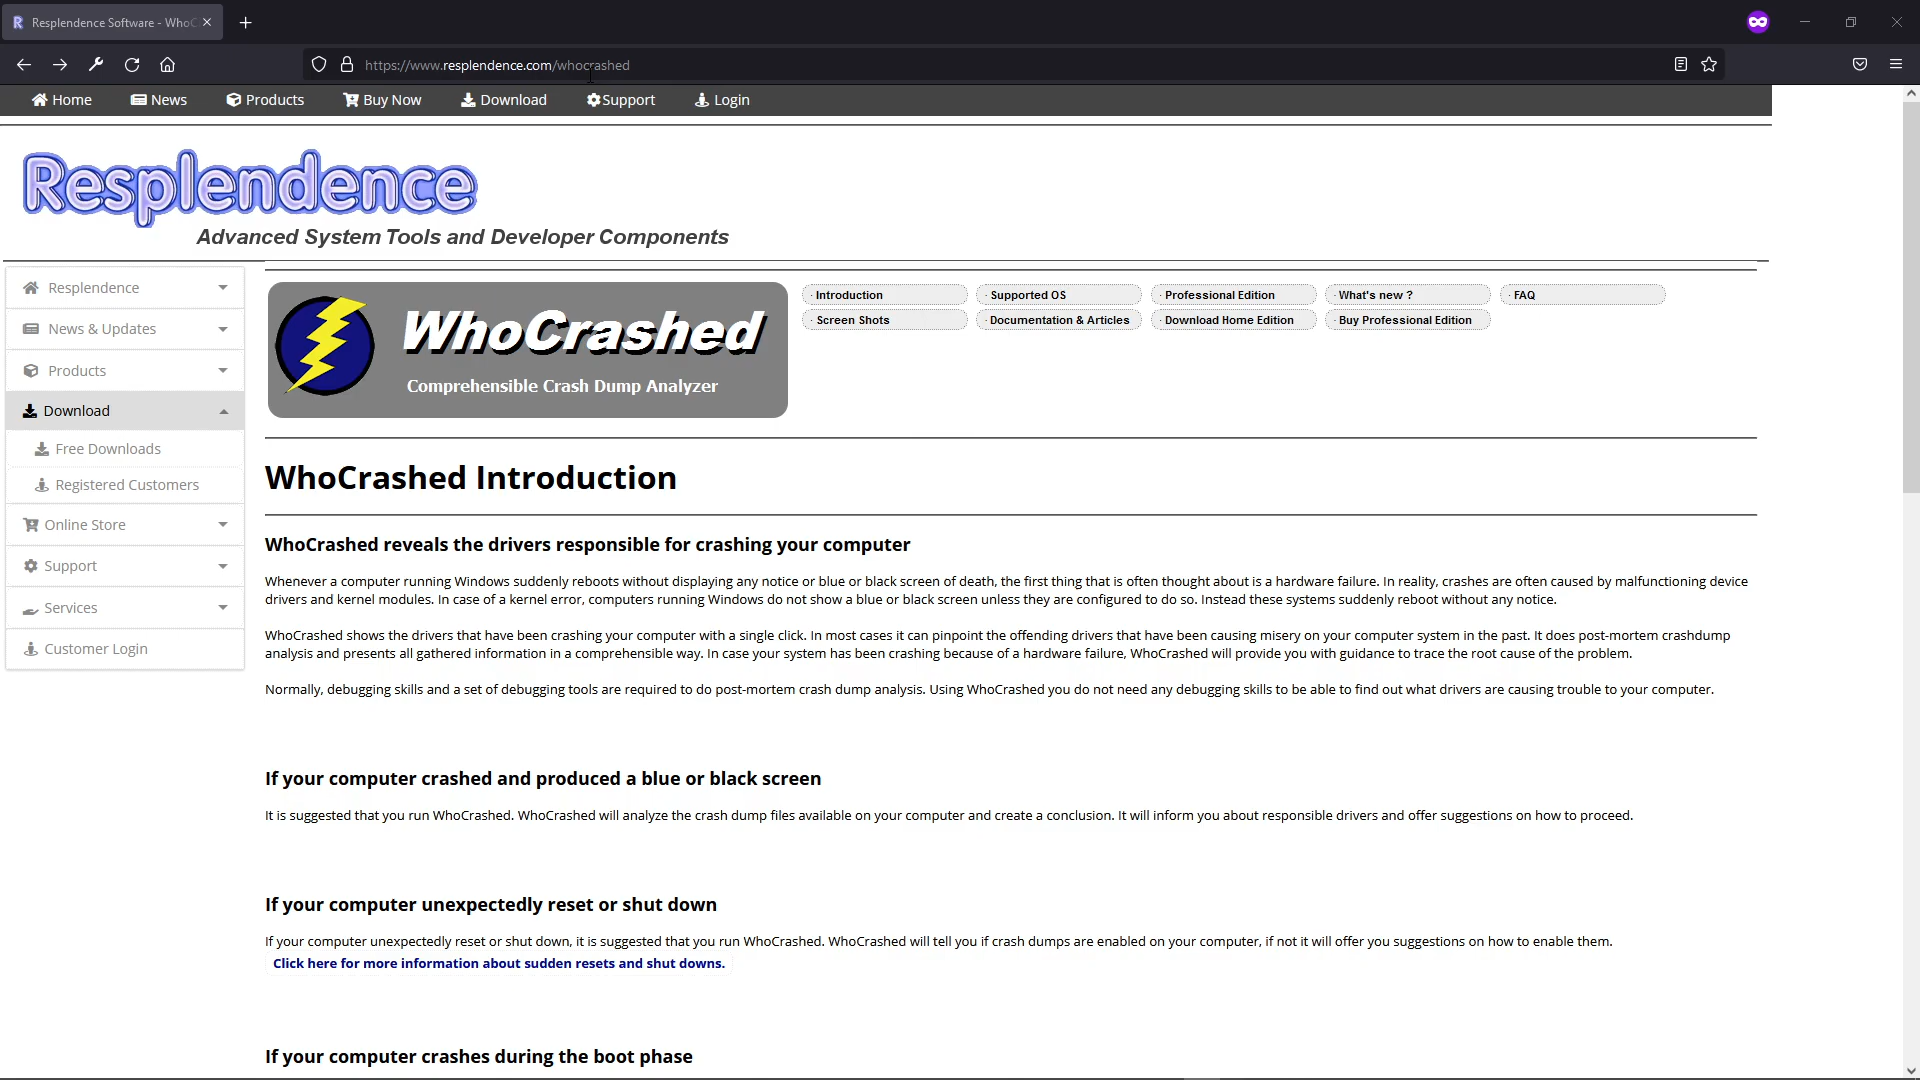 Resplendence Software - WhoC
https://www.resplendence.com/whocrashed
Home News Products Buy Now Download Support Login
Resplendence
Advanced System Tools and Developer Components
Resplendence
News & Updates
Products
Download
Free Downloads
Registered Customers
Online Store
Support
Services
Customer Login
WhoCrashed
Comprehensible Crash Dump Analyzer
· Introduction · Supported OS · Professional Edition · What's new ? · FAQ
· Screen Shots · Documentation & Articles · Download Home Edition · Buy Professional Edition
WhoCrashed Introduction
WhoCrashed reveals the drivers responsible for crashing your computer
Whenever a computer running Windows suddenly reboots without displaying any notice or blue or black screen of death, the first thing that is often thought about is a hardware failure. In reality, crashes are often caused by malfunctioning device
drivers and kernel modules. In case of a kernel error, computers running Windows do not show a blue or black screen unless they are configured to do so. Instead these systems suddenly reboot without any notice.
WhoCrashed shows the drivers that have been crashing your computer with a single click. In most cases it can pinpoint the offending drivers that have been causing misery on your computer system in the past. It does post-mortem crashdump
analysis and presents all gathered information in a comprehensible way. In case your system has been crashing because of a hardware failure, WhoCrashed will provide you with guidance to trace the root cause of the problem.
Normally, debugging skills and a set of debugging tools are required to do post-mortem crash dump analysis. Using WhoCrashed you do not need any debugging skills to be able to find out what drivers are causing trouble to your computer.
If your computer crashed and produced a blue or black screen
It is suggested that you run WhoCrashed. WhoCrashed will analyze the crash dump files available on your computer and create a conclusion. It will inform you about responsible drivers and offer suggestions on how to proceed.
If your computer unexpectedly reset or shut down
If your computer unexpectedly reset or shut down, it is suggested that you run WhoCrashed. WhoCrashed will tell you if crash dumps are enabled on your computer, if not it will offer you suggestions on how to enable them.
Click here for more information about sudden resets and shut downs.
If your computer crashes during the boot phase